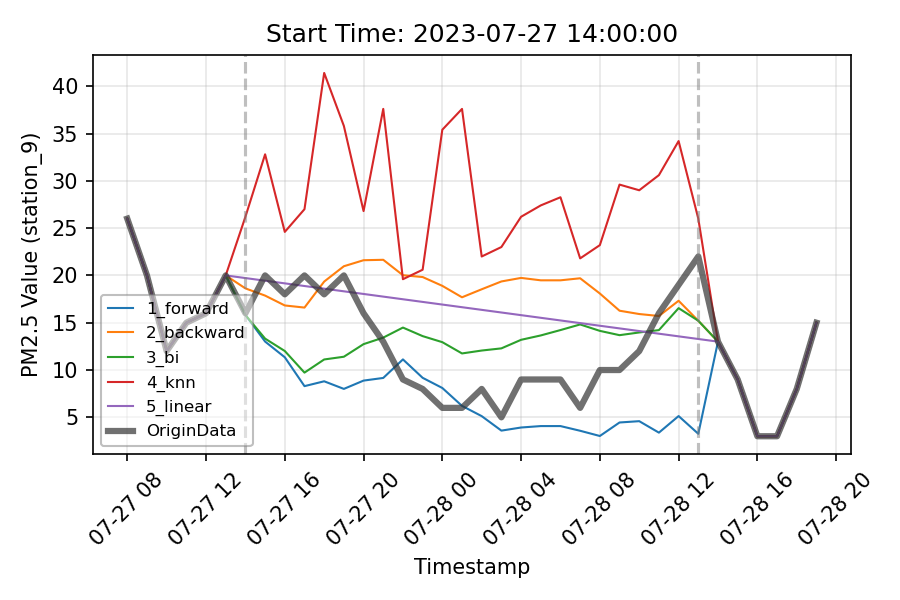 Start Time: 2023-07-27 14:00:00
PM2.5 Value (station_9)
40
35
30
25
20
15
10
5
1_forward
2_backward
3_bi
4_knn
5_linear
OriginData
07-27 08
07-27 12
07-27 16
07-27 20
07-28 00
07-28 04
07-28 08
07-28 12
07-28 16
07-28 20
Timestamp